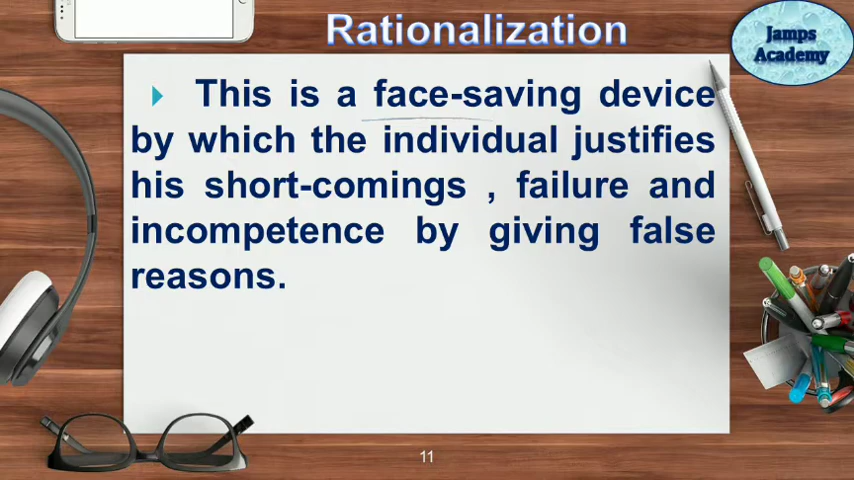 Rationalization
Jamps
Academy
This is a face-saving device
by which the individual justifies
his short-comings , failure and
incompetence by giving false
reasons.
11